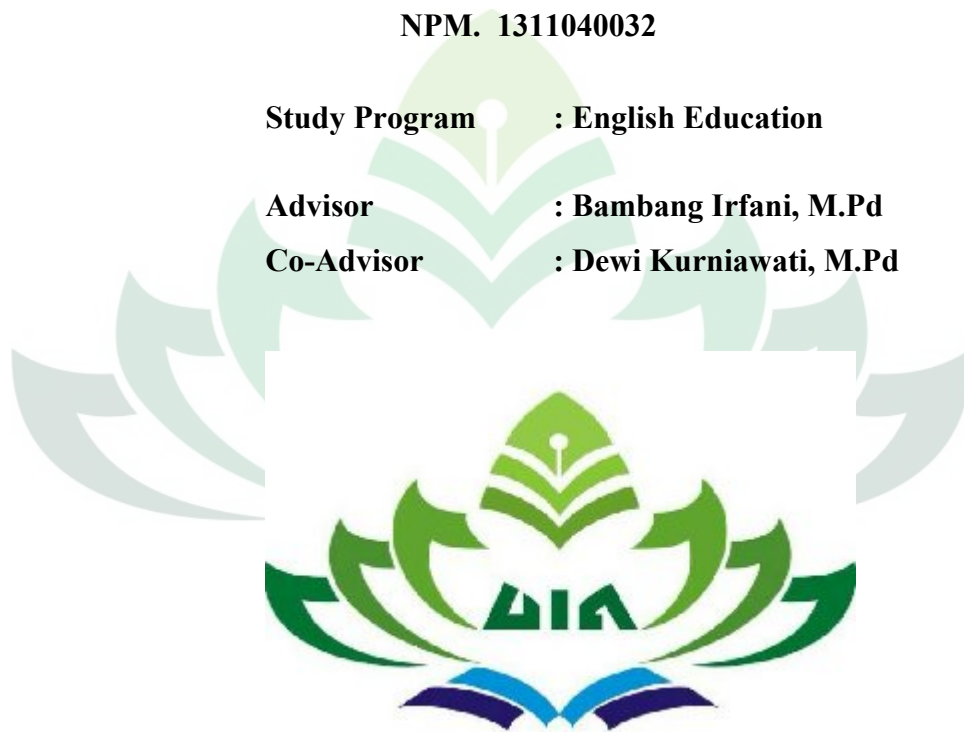 NPM. 1311040032
Study Program : English Education
Advisor : Bambang Irfani, M.Pd
Co-Advisor : Dewi Kurniawati, M.Pd
UIN